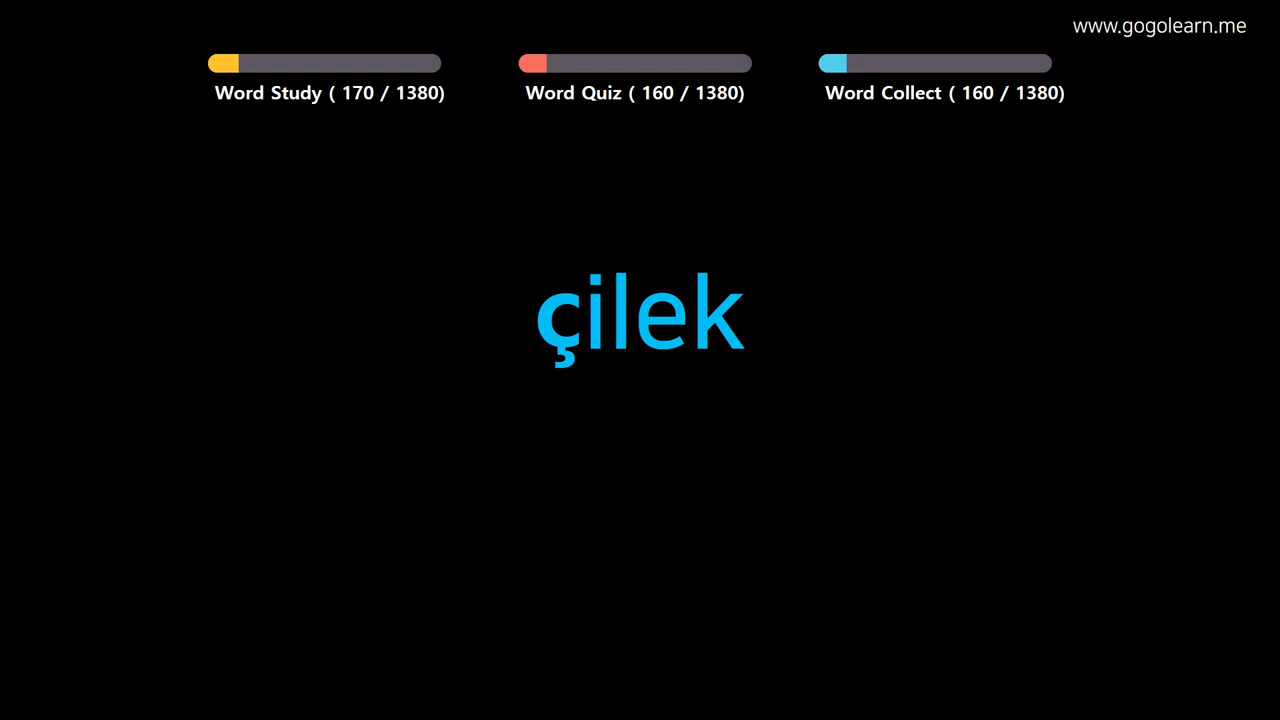 www.gogolearn.me
Word Study ( 170 / 1380)
Word Quiz ( 160 / 1380)
Word Collect ( 160 / 1380)
çilek